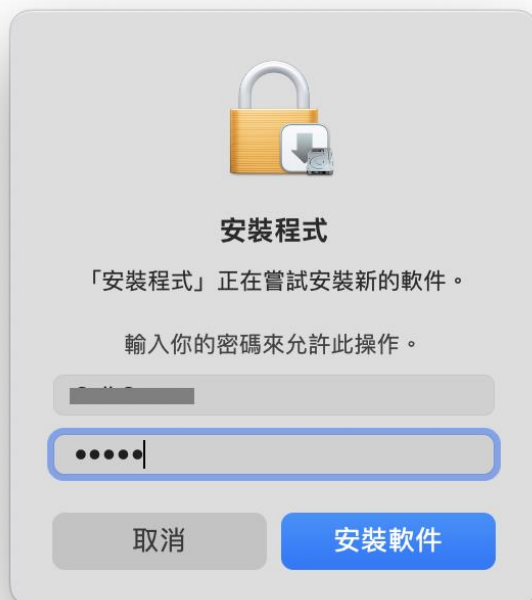 安裝程式
「安裝程式」正在嘗試安裝新的軟件。
輸入你的密碼來允許此操作。
•••••
取消
安裝軟件